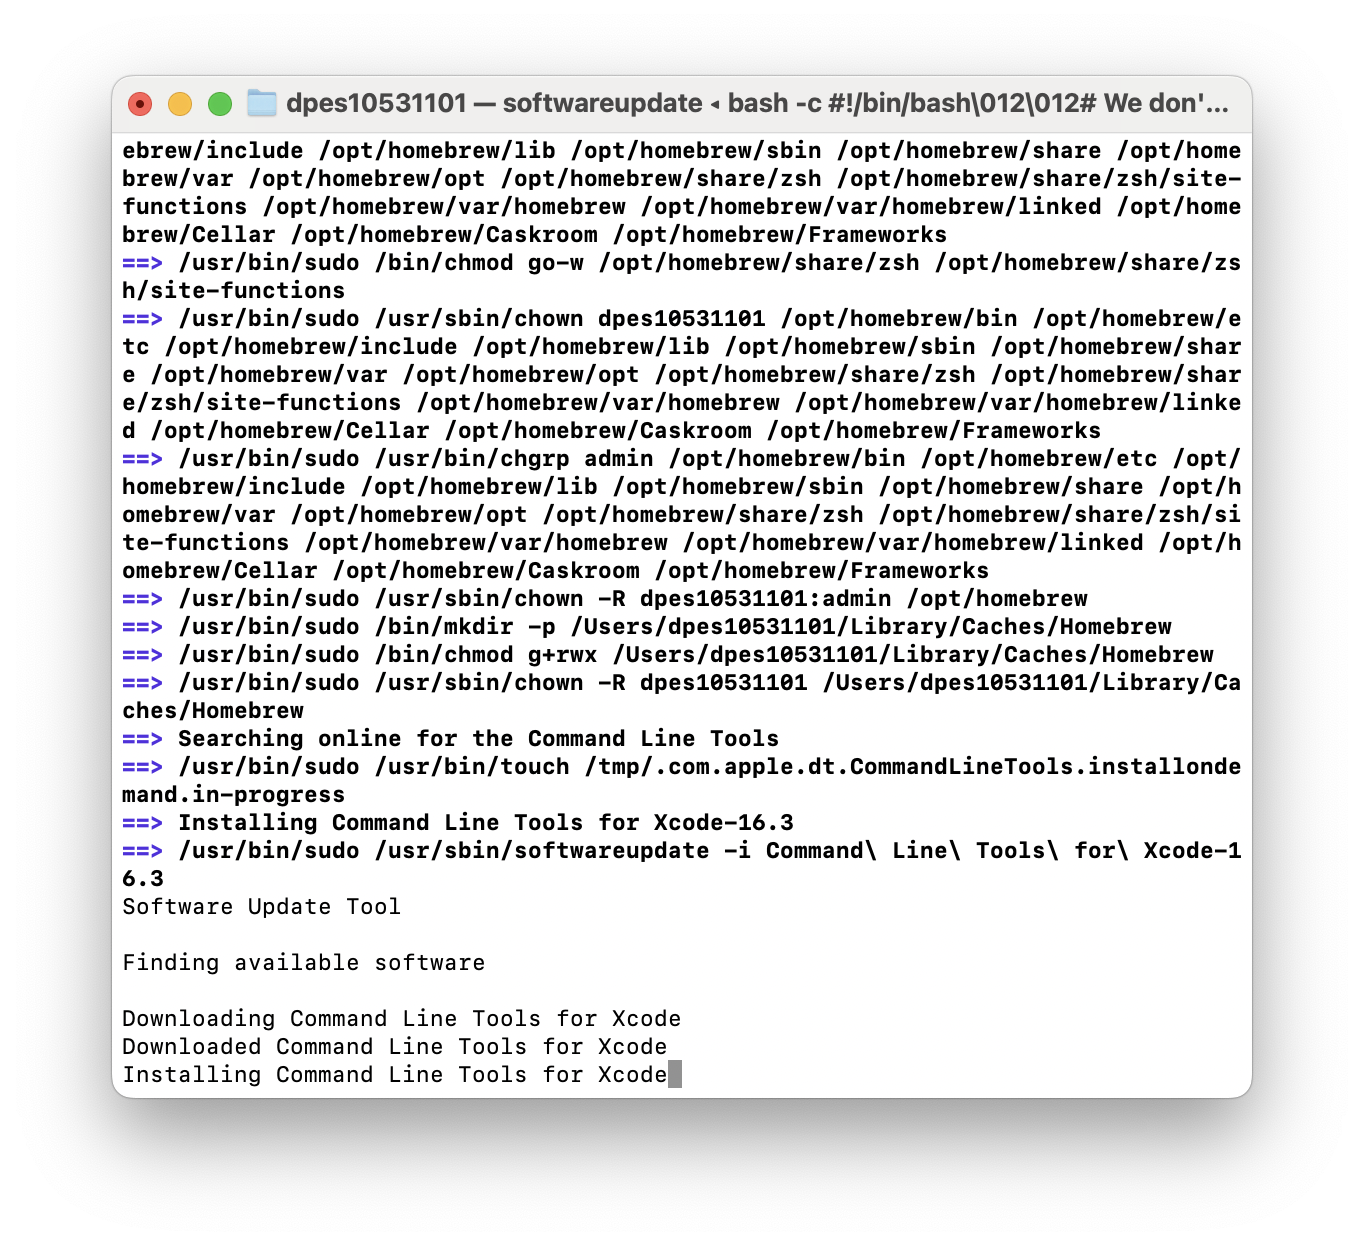 dpes10531101 — softwareupdate ◂ bash -c #!/bin/bash\012\012# We don'...
ebrew/include /opt/homebrew/lib /opt/homebrew/sbin /opt/homebrew/share /opt/home
brew/var /opt/homebrew/opt /opt/homebrew/share/zsh /opt/homebrew/share/zsh/site-
functions /opt/homebrew/var/homebrew /opt/homebrew/var/homebrew/linked /opt/home
brew/Cellar /opt/homebrew/Caskroom /opt/homebrew/Frameworks
==> /usr/bin/sudo /bin/chmod go-w /opt/homebrew/share/zsh /opt/homebrew/share/zs
h/site-functions
==> /usr/bin/sudo /usr/sbin/chown dpes10531101 /opt/homebrew/bin /opt/homebrew/e
tc /opt/homebrew/include /opt/homebrew/lib /opt/homebrew/sbin /opt/homebrew/shar
e /opt/homebrew/var /opt/homebrew/opt /opt/homebrew/share/zsh /opt/homebrew/shar
e/zsh/site-functions /opt/homebrew/var/homebrew /opt/homebrew/var/homebrew/linke
d /opt/homebrew/Cellar /opt/homebrew/Caskroom /opt/homebrew/Frameworks
==> /usr/bin/sudo /usr/bin/chgrp admin /opt/homebrew/bin /opt/homebrew/etc /opt/
homebrew/include /opt/homebrew/lib /opt/homebrew/sbin /opt/homebrew/share /opt/h
omebrew/var /opt/homebrew/opt /opt/homebrew/share/zsh /opt/homebrew/share/zsh/si
te-functions /opt/homebrew/var/homebrew /opt/homebrew/var/homebrew/linked /opt/h
omebrew/Cellar /opt/homebrew/Caskroom /opt/homebrew/Frameworks
==> /usr/bin/sudo /usr/sbin/chown -R dpes10531101:admin /opt/homebrew
==> /usr/bin/sudo /bin/mkdir -p /Users/dpes10531101/Library/Caches/Homebrew
==> /usr/bin/sudo /bin/chmod g+rwx /Users/dpes10531101/Library/Caches/Homebrew
==> /usr/bin/sudo /usr/sbin/chown -R dpes10531101 /Users/dpes10531101/Library/Ca
ches/Homebrew
==> Searching online for the Command Line Tools
==> /usr/bin/sudo /usr/bin/touch /tmp/.com.apple.dt.CommandLineTools.installonde
mand.in-progress
==> Installing Command Line Tools for Xcode-16.3
==> /usr/bin/sudo /usr/sbin/softwareupdate -i Command\ Line\ Tools\ for\ Xcode-1
6.3
Software Update Tool
Finding available software
Downloading Command Line Tools for Xcode
Downloaded Command Line Tools for Xcode
Installing Command Line Tools for Xcode